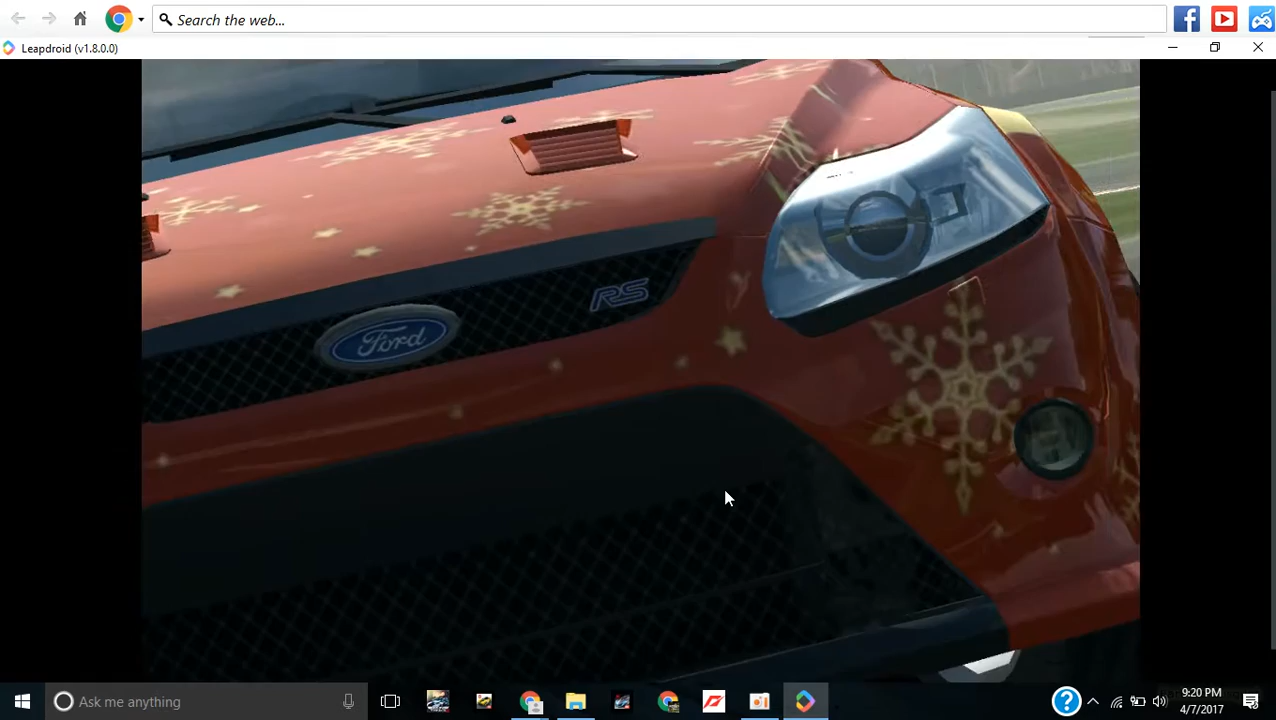 Search the web...
Leapdroid (v1.8.0.0)
RS
Ford
Ask me anything
9:20 PM
4/7/2017